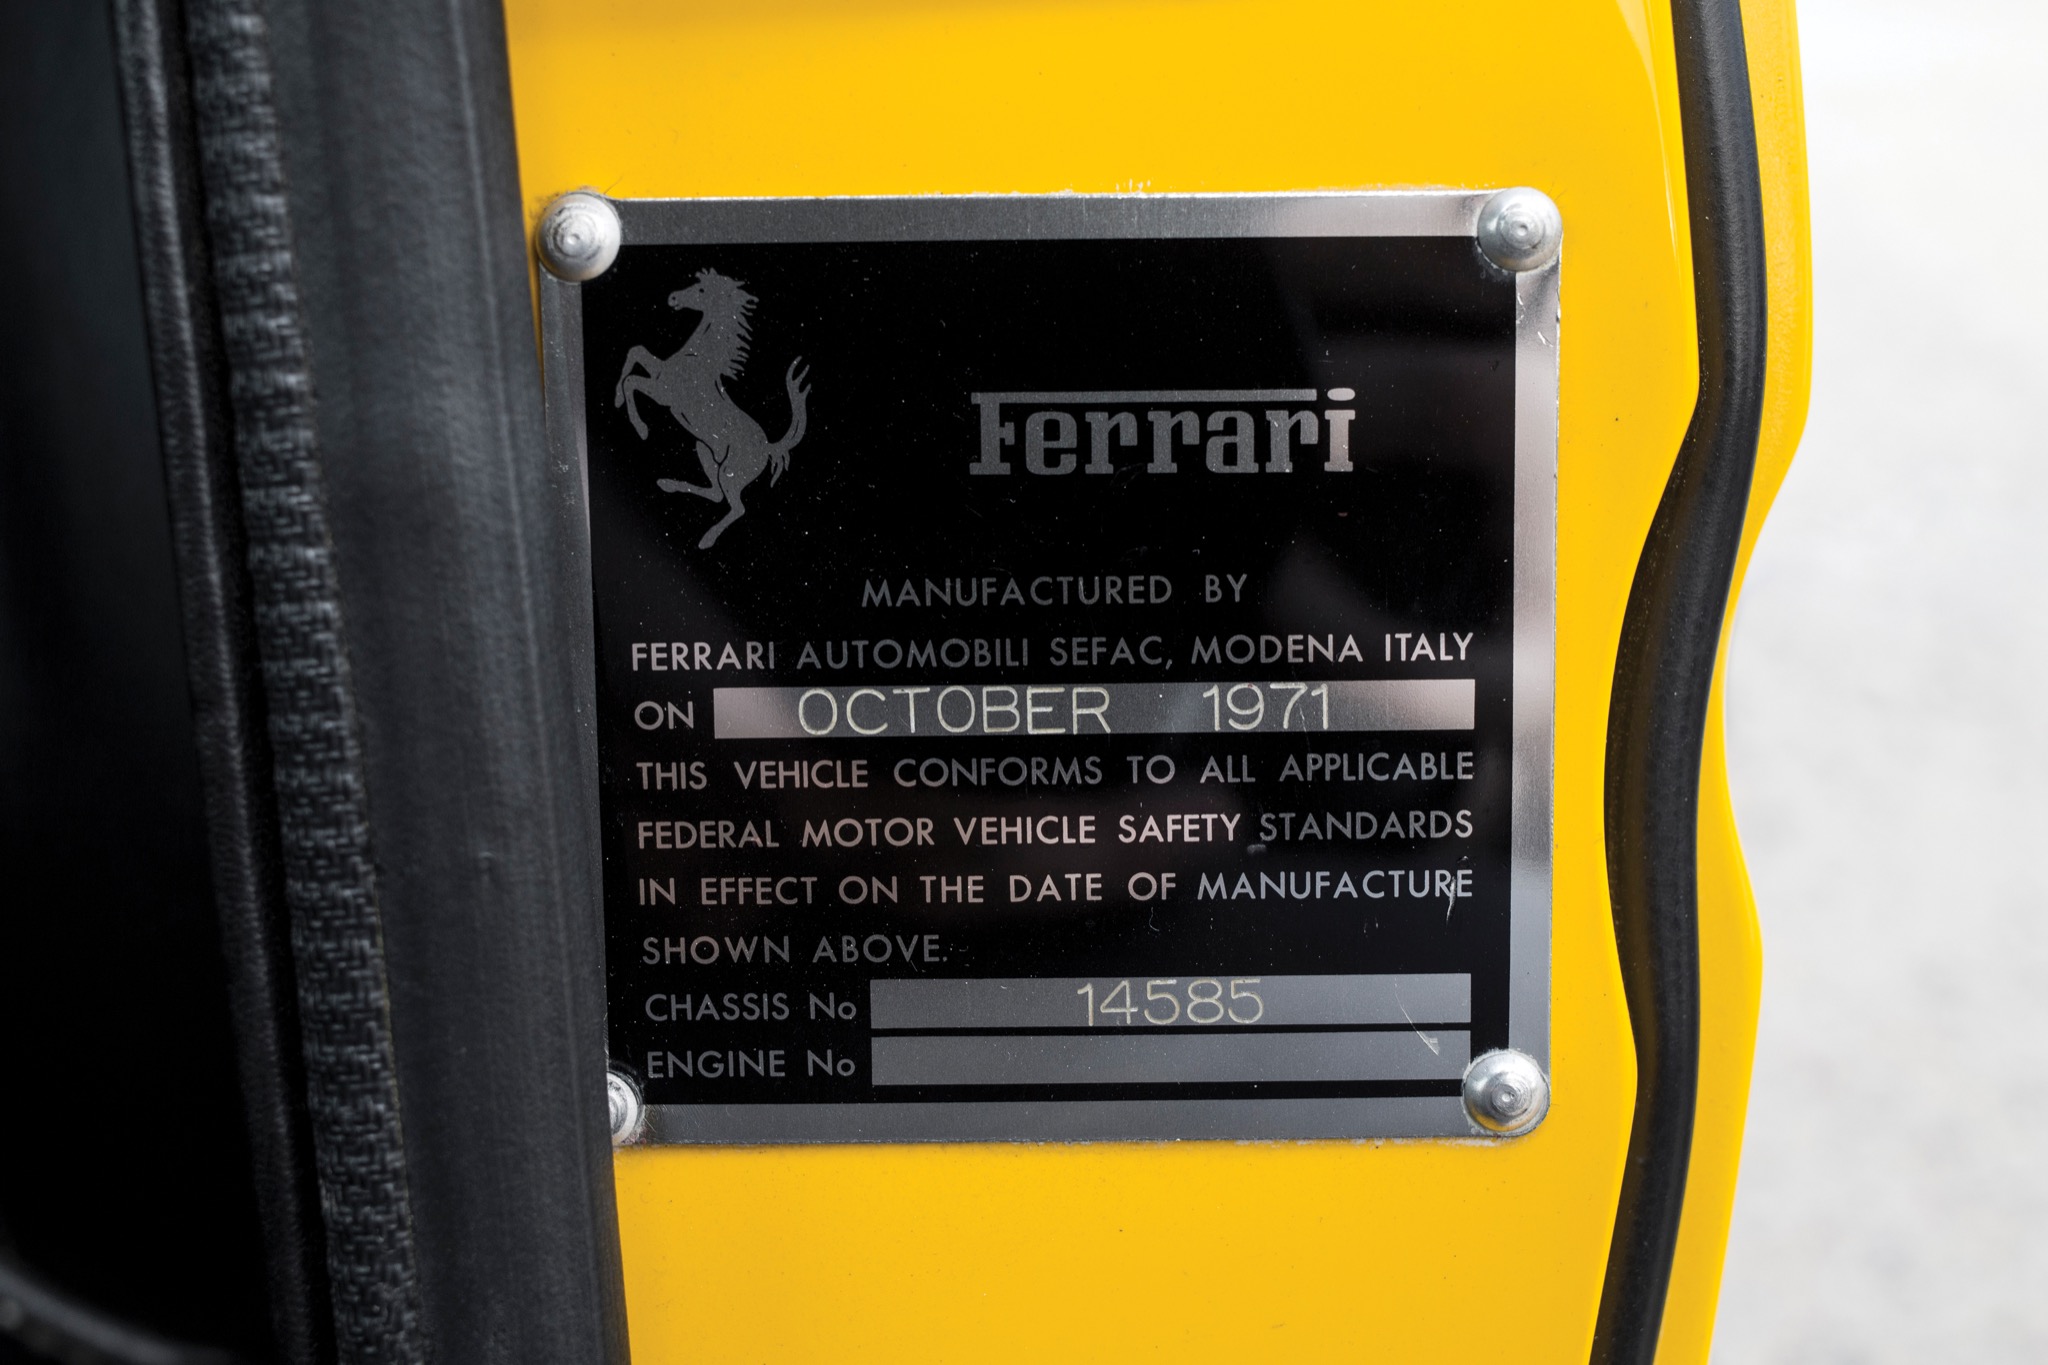 Ferrari
MANUFACTURED BY
FERRARI AUTOMOBILI SEFAC, MODENA ITALY
ON OCTOBER 1971
THIS VEHICLE CONFORMS TO ALL APPLICABLE
FEDERAL MOTOR VEHICLE SAFETY STANDARDS
IN EFFECT ON THE DATE OF MANUFACTURE
SHOWN ABOVE.
CHASSIS No 14585
ENGINE No